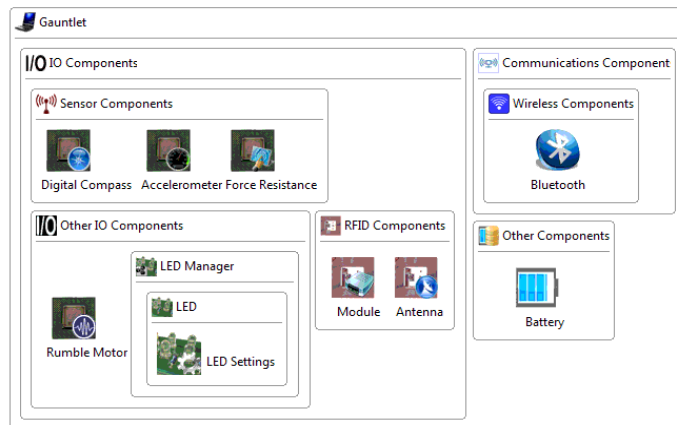 Gauntlet
I/O IO Components
Communications Component
Sensor Components
Wireless Components
Digital Compass Accelerometer Force Resistance
Bluetooth
I/O Other IO Components
RFID Components
Other Components
LED Manager
LED
Module Antenna
Battery
Rumble Motor
LED Settings